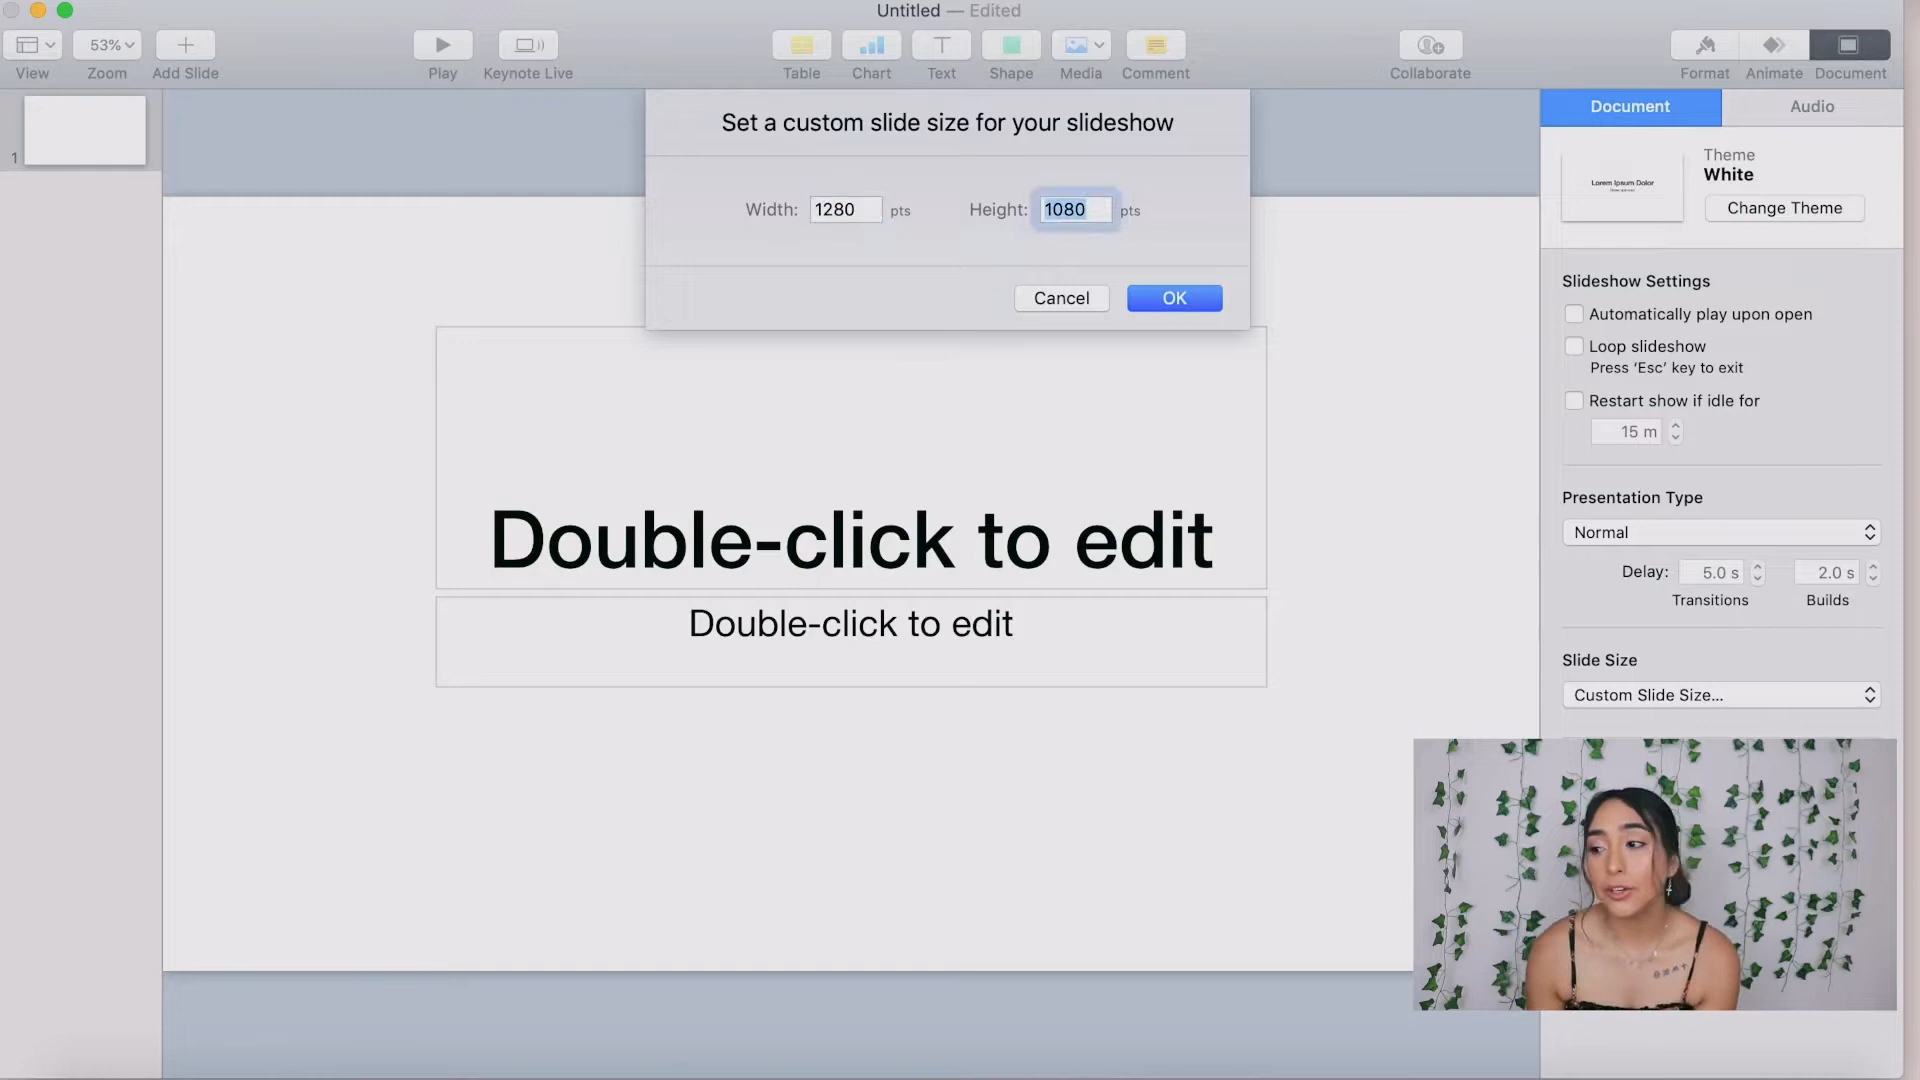 Untitled — Edited
53%
View
Zoom
Add Slide
Play
Keynote Live
Table
Chart
Text
Shape
Media
Comment
Collaborate
Format
Animate
Document
1
Set a custom slide size for your slideshow
Width: 1280 pts
Height: 1080 pts
Cancel
OK
Double-click to edit
Double-click to edit
Document
Audio
Lorem Ipsum Dolor
Theme
White
Change Theme
Slideshow Settings
Automatically play upon open
Loop slideshow
Press ‘Esc’ key to exit
Restart show if idle for
15 m
Presentation Type
Normal
Delay: 5.0 s 2.0 s
Transitions
Builds
Slide Size
Custom Slide Size...